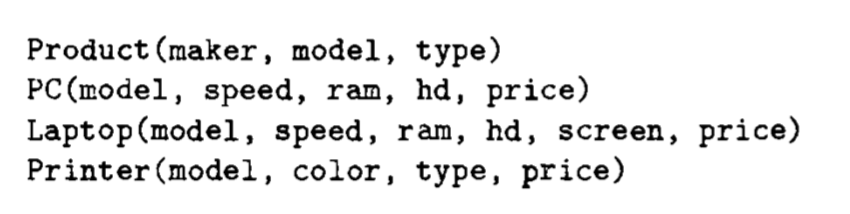 Product(maker, model, type)
PC(model, speed, ram, hd, price)
Laptop(model, speed, ram, hd, screen, price)
Printer(model, color, type, price)